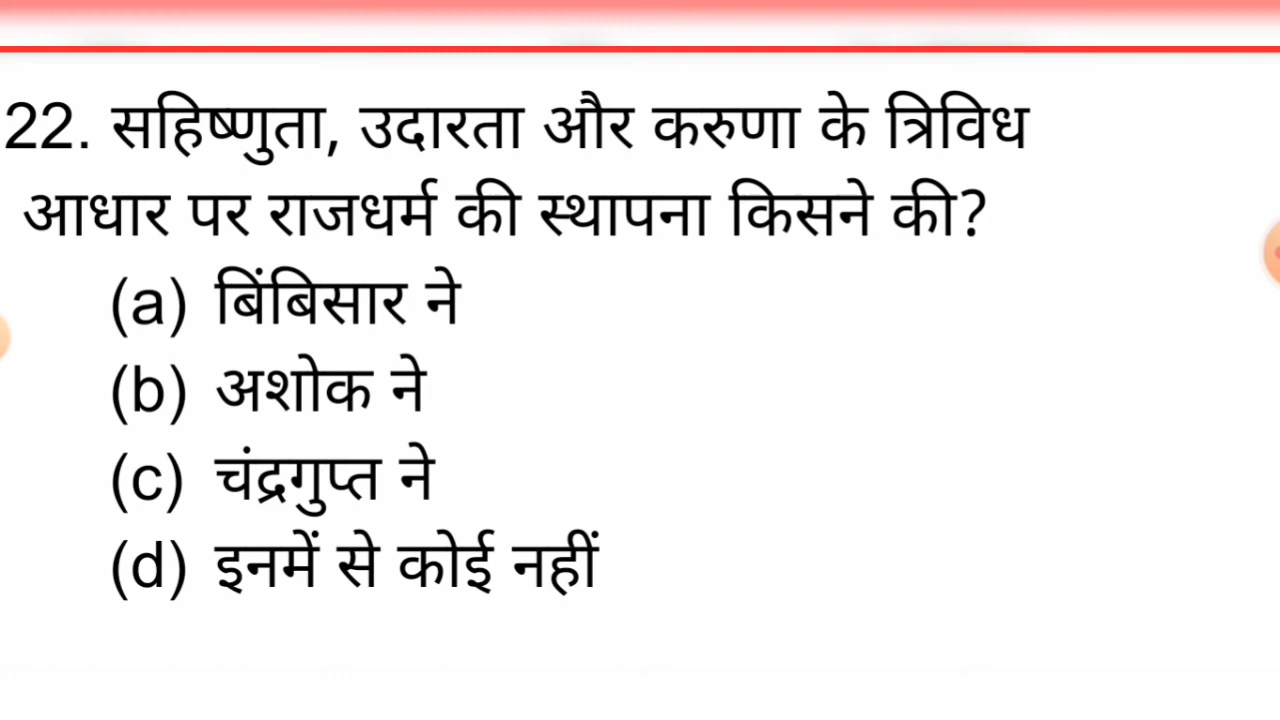 22. सहिष्णुता, उदारता और करुणा के त्रिविध
आधार पर राजधर्म की स्थापना किसने की?
(a) बिंबिसार ने
(b) अशोक ने
(c) चंद्रगुप्त ने
(d) इनमें से कोई नहीं